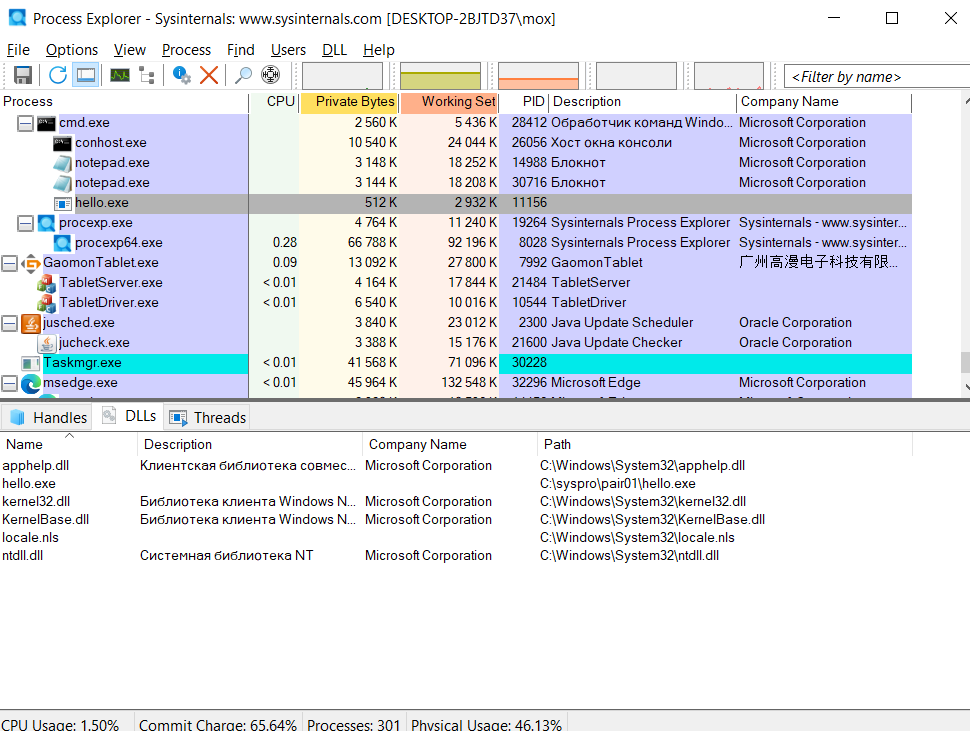 Process Explorer - Sysinternals: www.sysinternals.com [DESKTOP-2BJTD37\mox]
File Options View Process Find Users DLL Help
<Filter by name>
Process CPU Private Bytes Working Set PID Description Company Name
cmd.exe 2 560 K 5 436 K 28412 Обработчик команд Windo... Microsoft Corporation
conhost.exe 10 540 K 24 044 K 26056 Хост окна консоли Microsoft Corporation
notepad.exe 3 148 K 18 252 K 14988 Блокнот Microsoft Corporation
notepad.exe 3 144 K 18 208 K 30716 Блокнот Microsoft Corporation
hello.exe 512 K 2 932 K 11156
procexp.exe 4 764 K 11 240 K 19264 Sysinternals Process Explorer Sysinternals - www.sysinter...
procexp64.exe 0.28 66 788 K 92 196 K 8028 Sysinternals Process Explorer Sysinternals - www.sysinter...
GaomonTablet.exe 0.09 13 092 K 27 800 K 7992 GaomonTablet 广州高漫电子科技有限...
TabletServer.exe < 0.01 4 164 K 17 844 K 21484 TabletServer
TabletDriver.exe < 0.01 6 540 K 10 016 K 10544 TabletDriver
jusched.exe 3 840 K 23 012 K 2300 Java Update Scheduler Oracle Corporation
jucheck.exe 3 388 K 15 176 K 21600 Java Update Checker Oracle Corporation
Taskmgr.exe < 0.01 41 568 K 71 096 K 30228
msedge.exe < 0.01 45 964 K 132 548 K 32296 Microsoft Edge Microsoft Corporation
Handles DLLs Threads
Name Description Company Name Path
apphelp.dll Клиентская библиотека совмес... Microsoft Corporation C:\Windows\System32\apphelp.dll
hello.exe C:\syspro\pair01\hello.exe
kernel32.dll Библиотека клиента Windows N... Microsoft Corporation C:\Windows\System32\kernel32.dll
KernelBase.dll Библиотека клиента Windows N... Microsoft Corporation C:\Windows\System32\KernelBase.dll
locale.nls C:\Windows\System32\locale.nls
ntdll.dll Системная библиотека NT Microsoft Corporation C:\Windows\System32\ntdll.dll
CPU Usage: 1.50% Commit Charge: 65.64% Processes: 301 Physical Usage: 46.13%